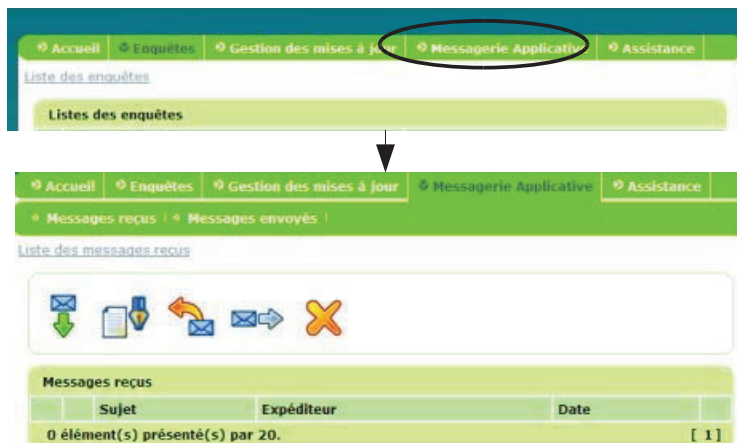 Accueil Enquêtes Gestion des mises à jour Messagerie Applicative Assistance
Liste des enquêtes
Listes des enquêtes
Accueil Enquêtes Gestion des mises à jour Messagerie Applicative Assistance
Messages reçus Messages envoyés
Liste des messages reçus
Messages reçus
Sujet Expéditeur Date
0 élément(s) présenté(s) par 20. [ 1]